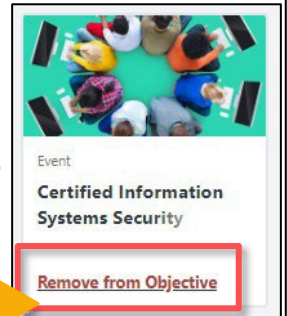 Event
Certified Information
Systems Security
Remove from Objective